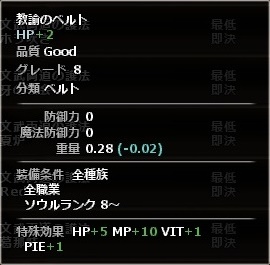 教諭のベルト
HP+2
品質 Good
グレード 8
分類 ベルト
防御力 0
魔法防御力 0
重量 0.28 (-0.02)
装備条件 全種族
全職業
ソウルランク 8～
特殊効果 HP+5 MP+10 VIT+1
PIE+1